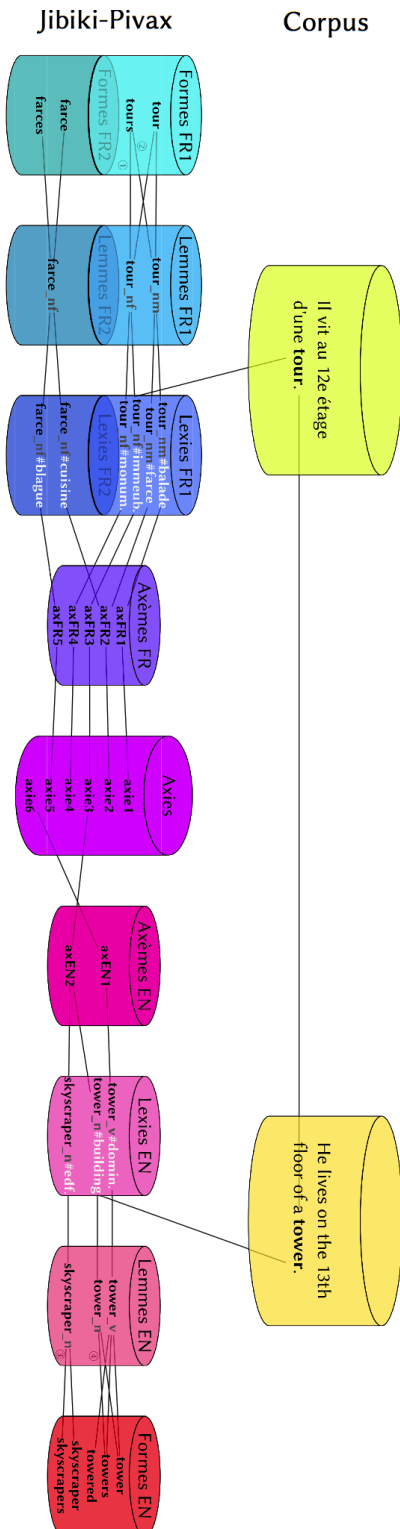 Corpus
Il vit au 12e étage
d'une tour.
He lives on the 13th
floor of a tower.
Jibiki-Pivax
Formes FR1
tour
tours
②
①
Formes FR2
farce
farces
Lemmes FR1
tour_nm
tour_nf
Lemmes FR2
farce_nf
Lexies FR1
tour_nm#balade
tour_nm#farce
tour_nf#immeub.
tour_nf#monum.
Lexies FR2
farce_nf#cuisine
farce_nf#blague
Axèmes FR
axFR1
axFR2
axFR3
axFR4
axFR5
Axies
axie1
axie2
axie3
axie4
axie5
axie6
Axèmes EN
axEN1
axEN2
Lexies EN
tower_v#domin.
tower_n#building
skyscraper_n#edf.
Lemmes EN
tower_v
tower_n
④
skyscraper_n
③
Formes EN
tower
towers
towered
skyscraper
skyscrapers